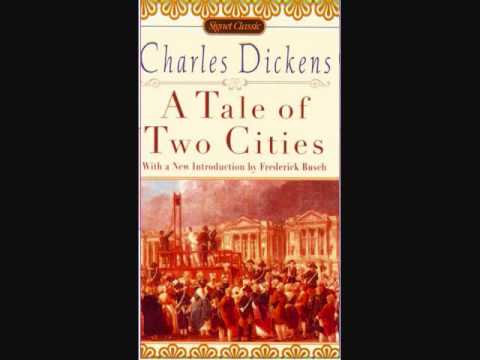 Signet Classic
Charles Dickens
A Tale of
Two Cities
With a New Introduction by Frederick Busch